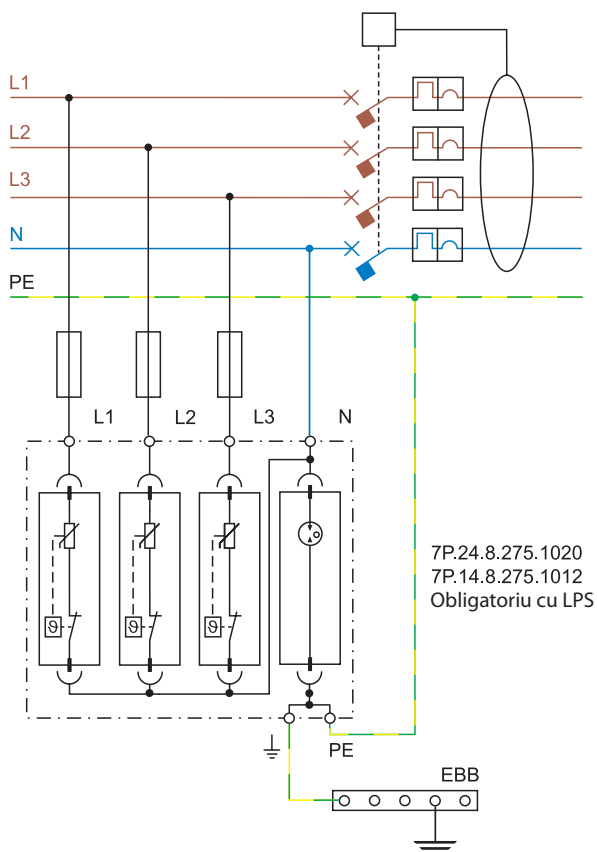 L1
L2
L3
N
PE
L1 L2 L3 N
ϑ ϑ ϑ
7P.24.8.275.1020
7P.14.8.275.1012
Obligatoriu cu LPS
PE
EBB